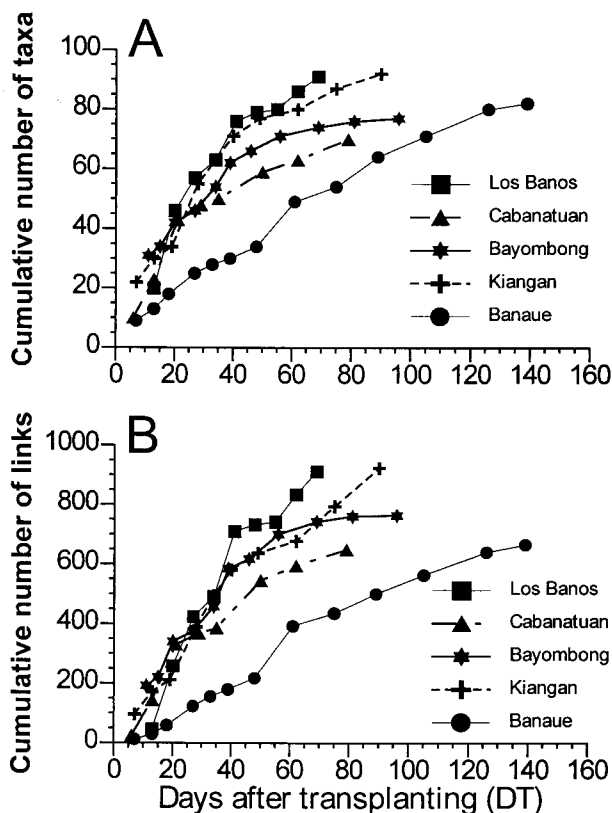 A
Cumulative number of taxa
100
80
60
40
20
0
0 20 40 60 80 100 120 140 160
Los Banos
Cabanatuan
Bayombong
Kiangan
Banaue
B
Cumulative number of links
1000
800
600
400
200
0
0 20 40 60 80 100 120 140 160
Los Banos
Cabanatuan
Bayombong
Kiangan
Banaue
Days after transplanting (DT)